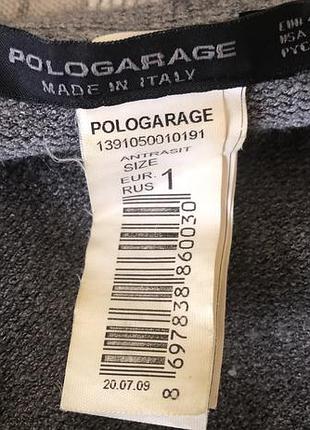 POLOGARAGE
MADE IN ITALY
POLOGARAGE
1391050010191
ANTRASIT
SIZE
EUR.
RUS 1
8 697838 860030
20.07.09